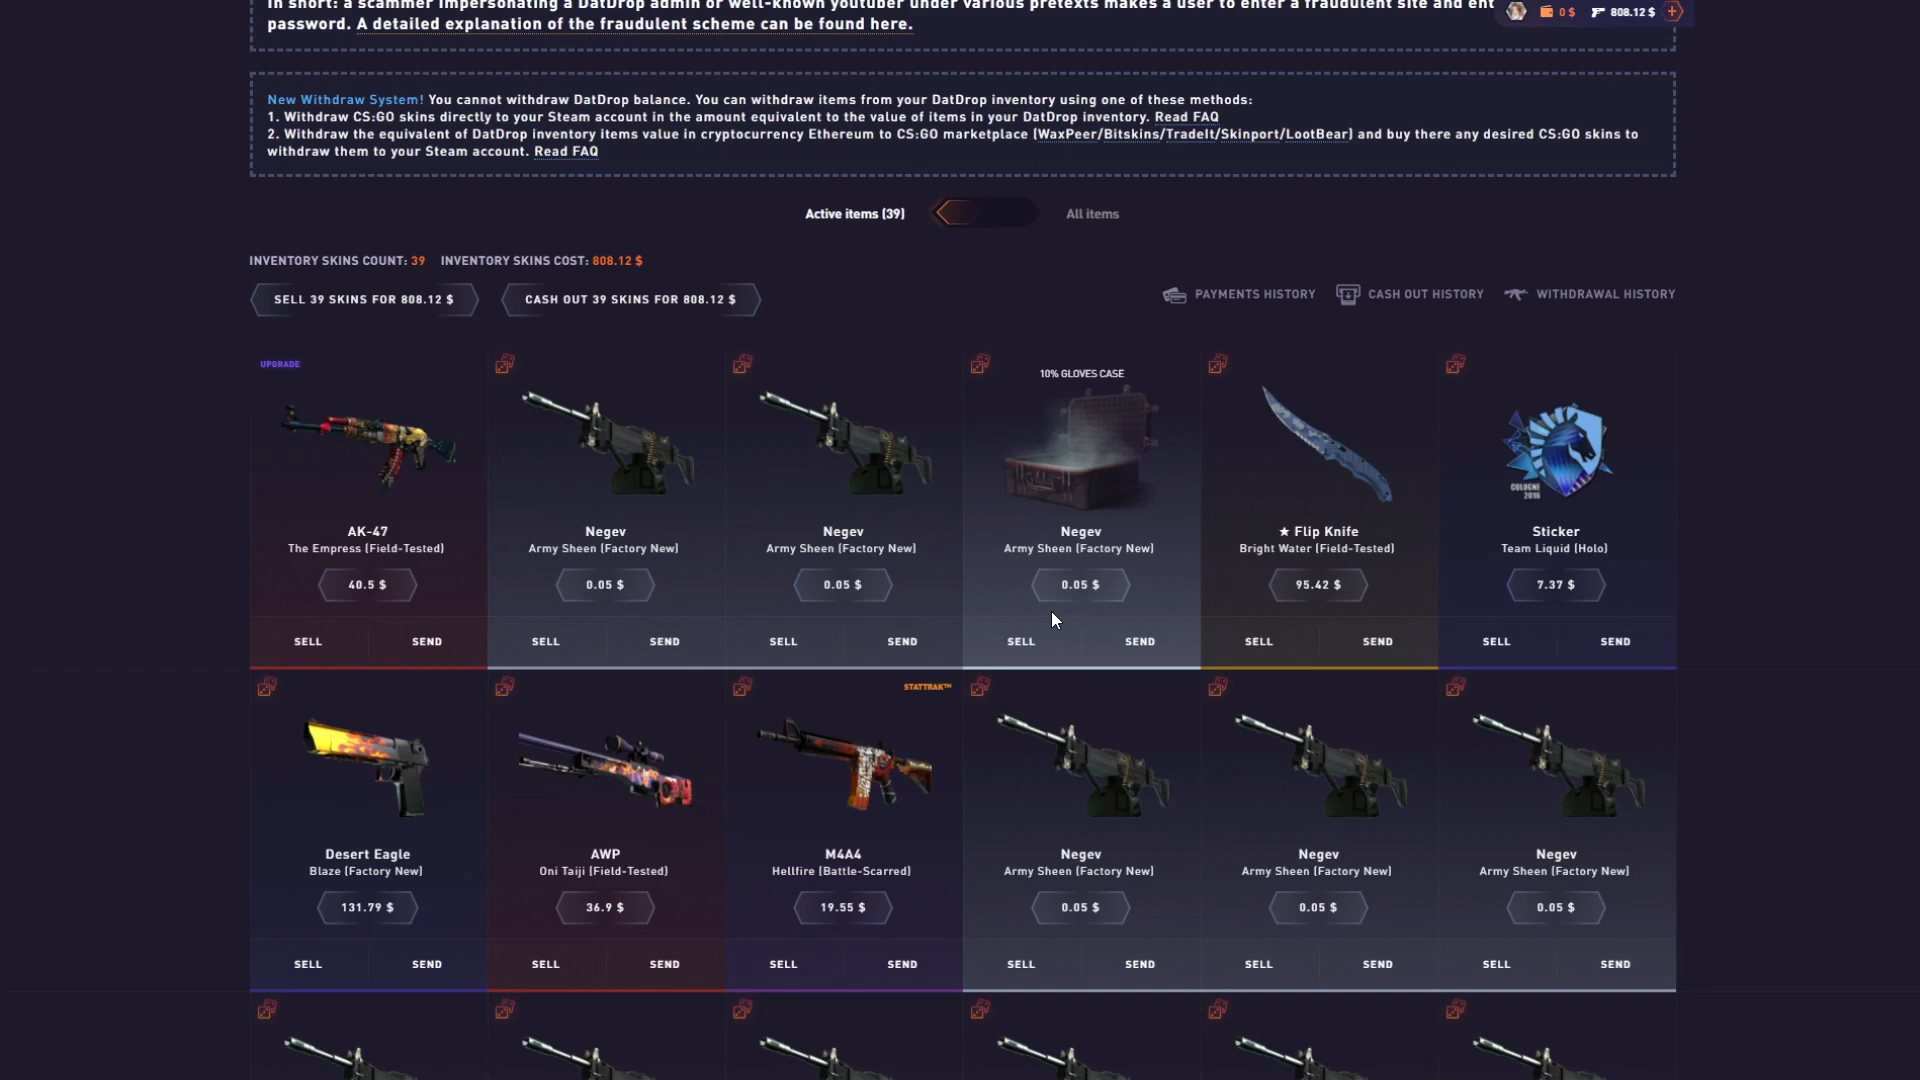 In short: a scammer impersonating a DatDrop admin or well-known youtuber under various pretexts makes a user to enter a fraudulent site and ent
password. A detailed explanation of the fraudulent scheme can be found here.
0 $ 808.12 $
New Withdraw System! You cannot withdraw DatDrop balance. You can withdraw items from your DatDrop inventory using one of these methods:
1. Withdraw CS:GO skins directly to your Steam account in the amount equivalent to the value of items in your DatDrop inventory. Read FAQ
2. Withdraw the equivalent of DatDrop inventory items value in cryptocurrency Ethereum to CS:GO marketplace (WaxPeer/Bitskins/TradeIt/Skinport/LootBear) and buy there any desired CS:GO skins to
withdraw them to your Steam account. Read FAQ
Active items (39) All items
INVENTORY SKINS COUNT: 39 INVENTORY SKINS COST: 808.12 $
SELL 39 SKINS FOR 808.12 $ CASH OUT 39 SKINS FOR 808.12 $ PAYMENTS HISTORY CASH OUT HISTORY WITHDRAWAL HISTORY
UPGRADE 10% GLOVES CASE
COLOGNE
2016
AK-47 Negev Negev Negev ★ Flip Knife Sticker
The Empress (Field-Tested) Army Sheen (Factory New) Army Sheen (Factory New) Army Sheen (Factory New) Bright Water (Field-Tested) Team Liquid (Holo)
40.5 $ 0.05 $ 0.05 $ 0.05 $ 95.42 $ 7.37 $
SELL SEND SELL SEND SELL SEND SELL SEND SELL SEND SELL SEND
STATTRAK™
Desert Eagle AWP M4A4 Negev Negev Negev
Blaze (Factory New) Oni Taiji (Field-Tested) Hellfire (Battle-Scarred) Army Sheen (Factory New) Army Sheen (Factory New) Army Sheen (Factory New)
131.79 $ 36.9 $ 19.55 $ 0.05 $ 0.05 $ 0.05 $
SELL SEND SELL SEND SELL SEND SELL SEND SELL SEND SELL SEND